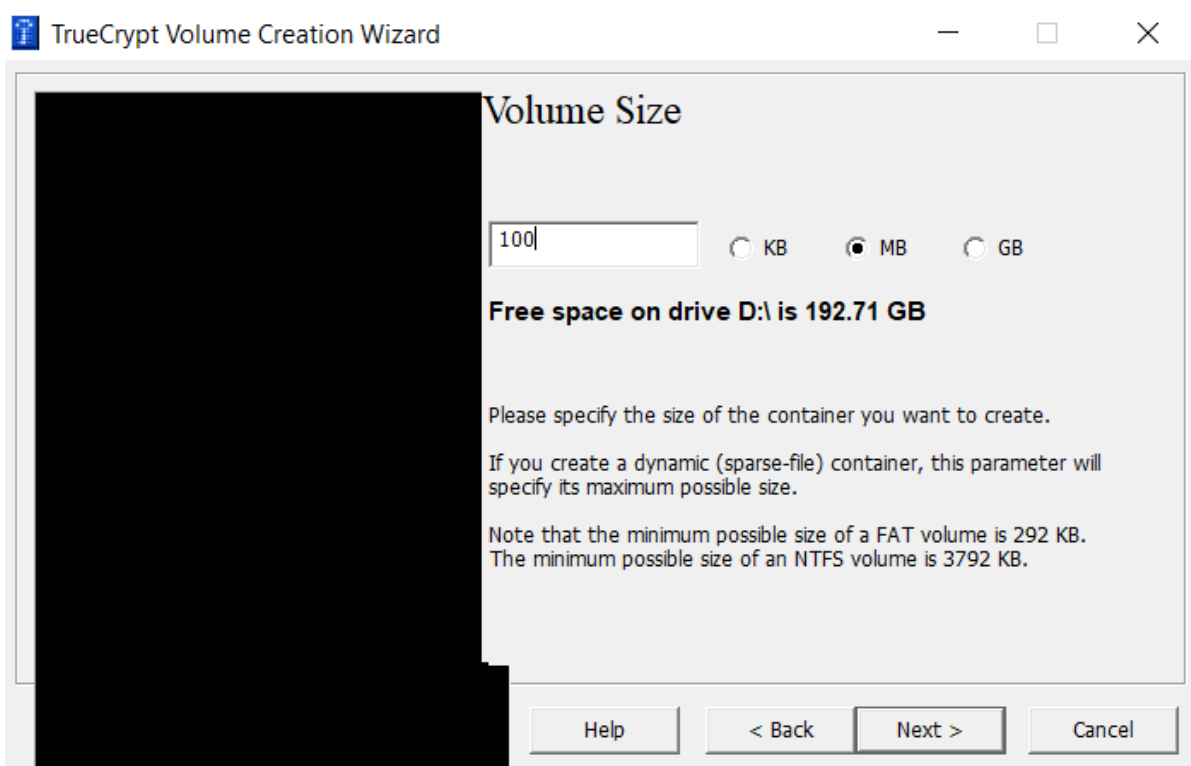 TrueCrypt Volume Creation Wizard
Volume Size
100 KB MB GB
Free space on drive D:\ is 192.71 GB
Please specify the size of the container you want to create.
If you create a dynamic (sparse-file) container, this parameter will
specify its maximum possible size.
Note that the minimum possible size of a FAT volume is 292 KB.
The minimum possible size of an NTFS volume is 3792 KB.
Help < Back Next > Cancel